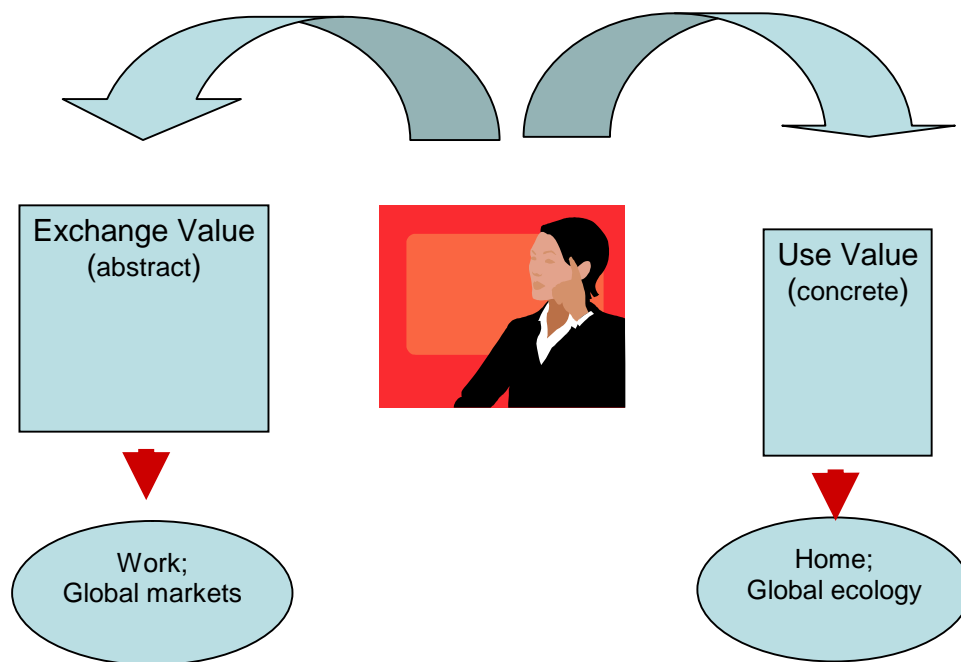 Exchange Value
(abstract)
Use Value
(concrete)
Work;
Global markets
Home;
Global ecology